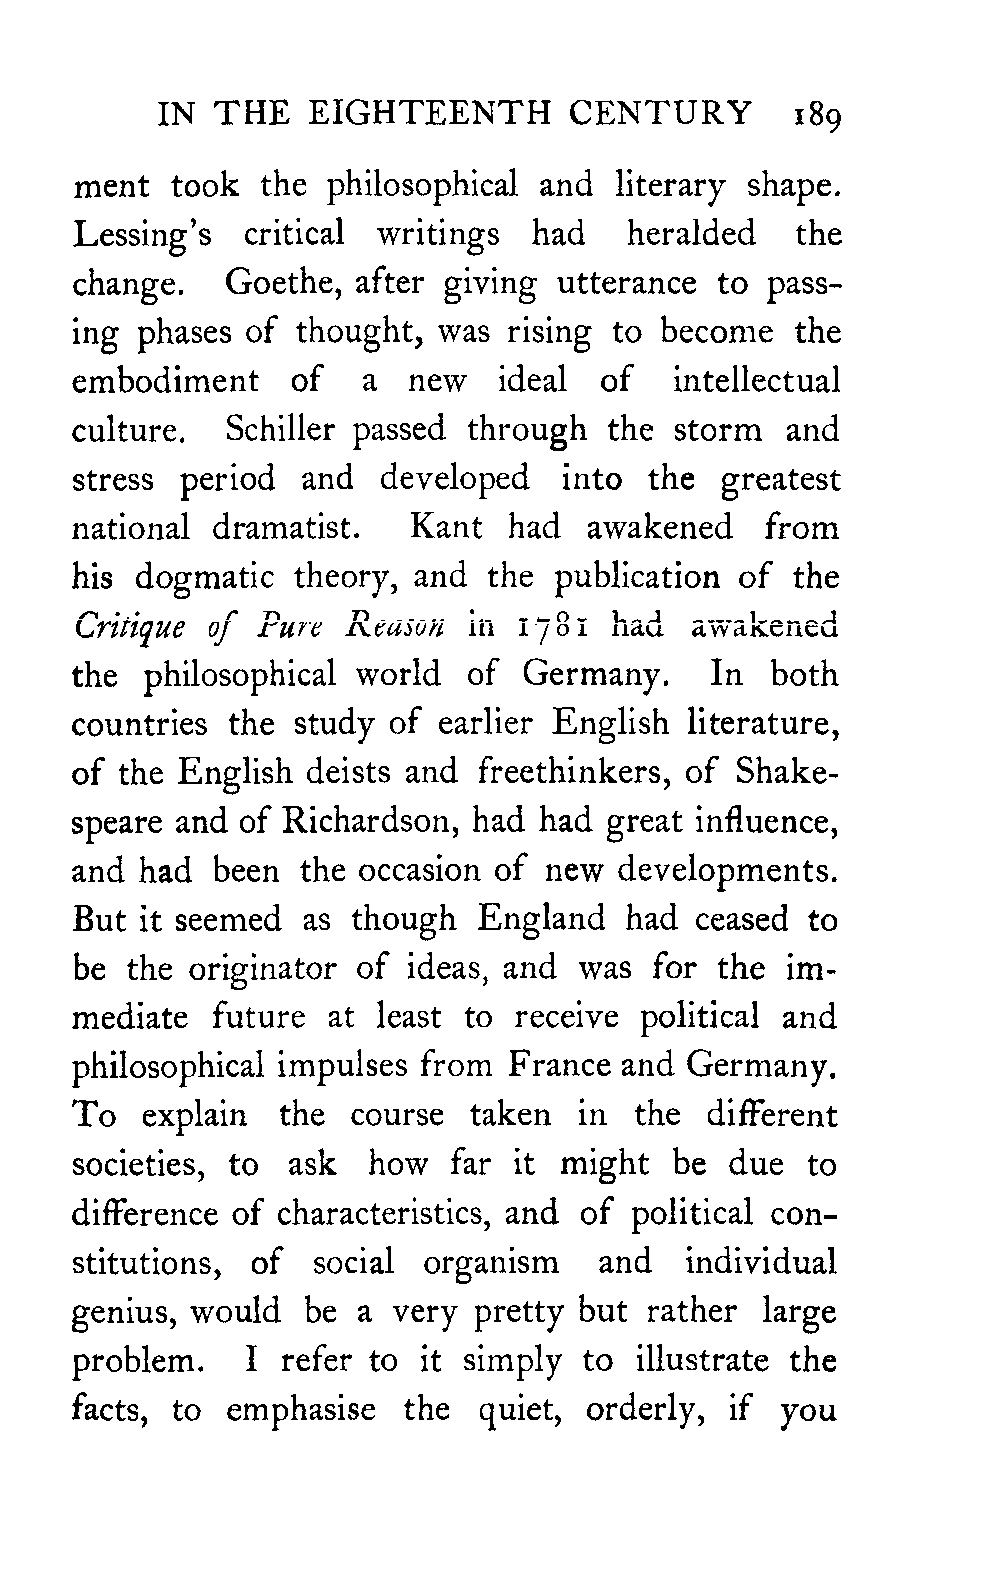 IN THE EIGHTEENTH CENTURY 189
ment took the philosophical and literary shape.
Lessing's critical writings had heralded the
change. Goethe, after giving utterance to pass-
ing phases of thought, was rising to become the
embodiment of a new ideal of intellectual
culture. Schiller passed through the storm and
stress period and developed into the greatest
national dramatist. Kant had awakened from
his dogmatic theory, and the publication of the
Critique of Pure Reason in 1781 had awakened
the philosophical world of Germany. In both
countries the study of earlier English literature,
of the English deists and freethinkers, of Shake-
speare and of Richardson, had had great influence,
and had been the occasion of new developments.
But it seemed as though England had ceased to
be the originator of ideas, and was for the im-
mediate future at least to receive political and
philosophical impulses from France and Germany.
To explain the course taken in the different
societies, to ask how far it might be due to
difference of characteristics, and of political con-
stitutions, of social organism and individual
genius, would be a very pretty but rather large
problem. I refer to it simply to illustrate the
facts, to emphasise the quiet, orderly, if you